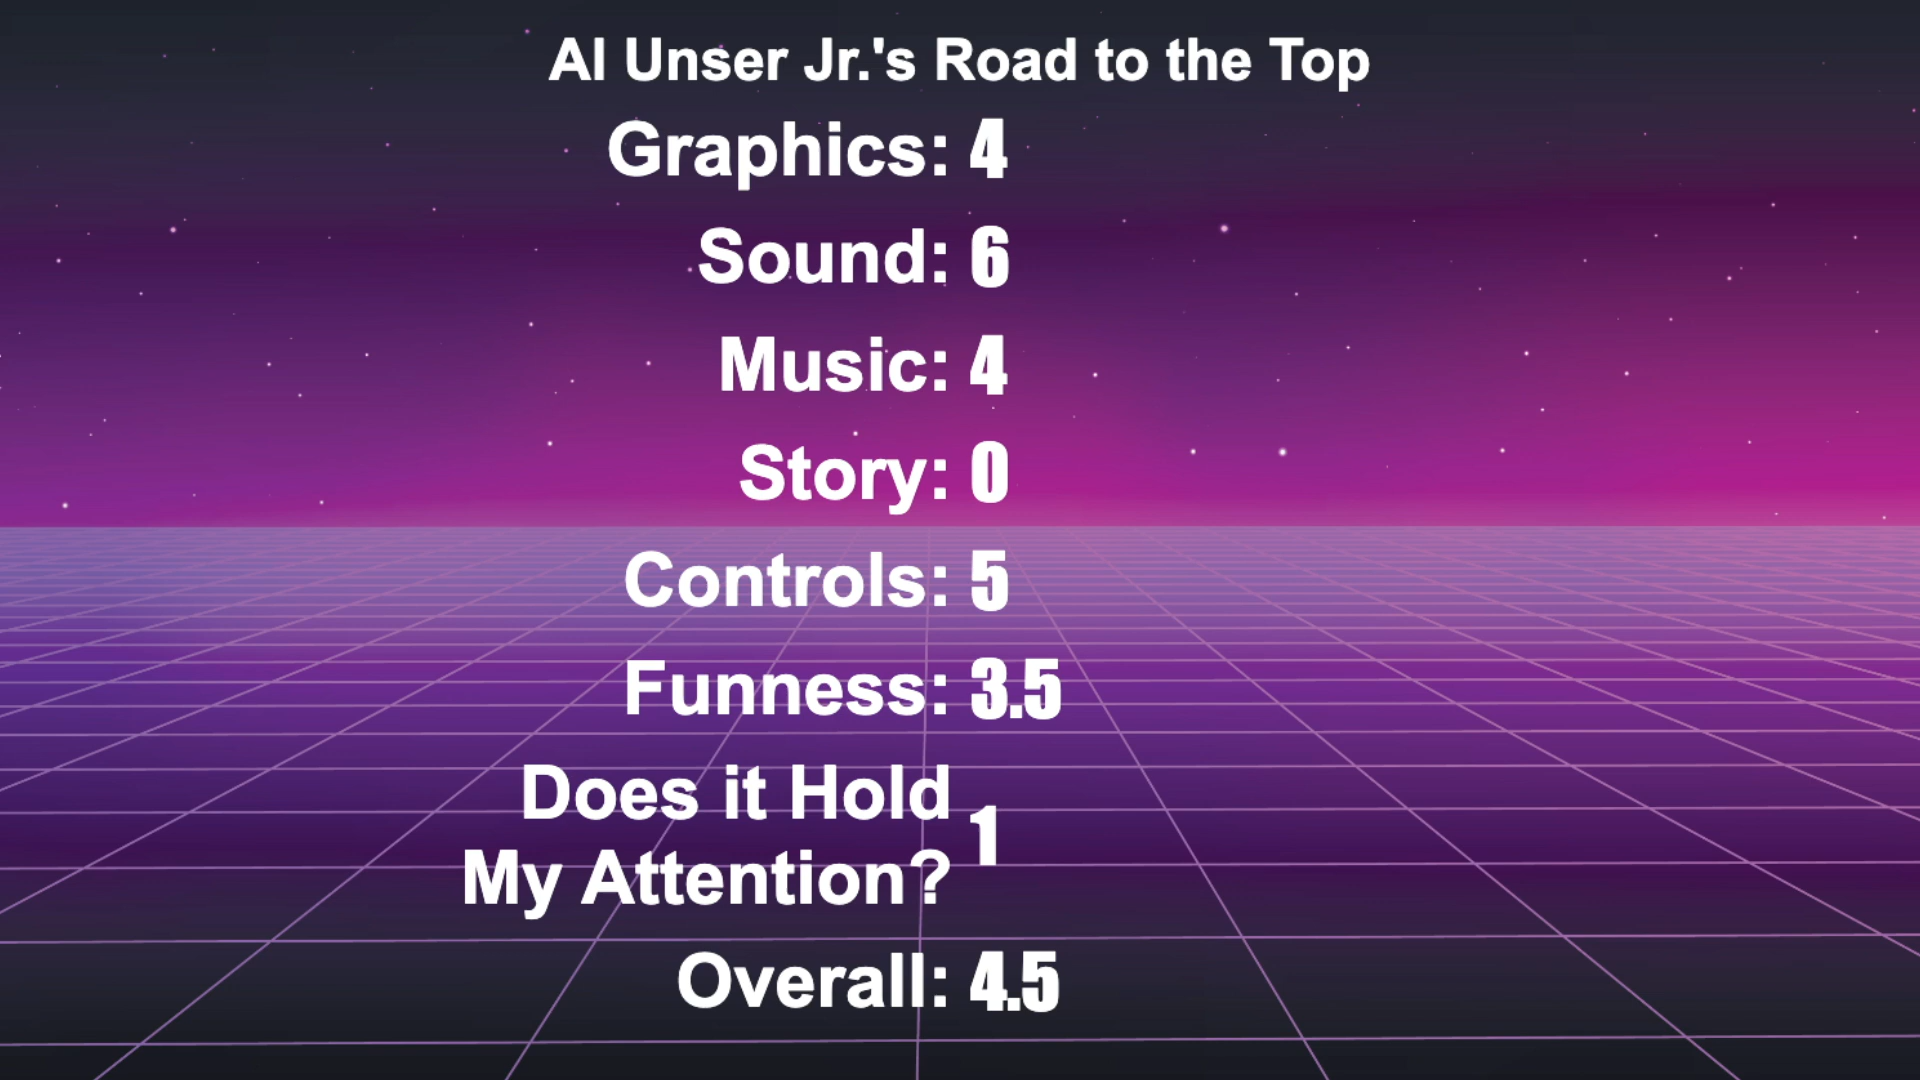 Al Unser Jr.'s Road to the Top
Graphics: 4
Sound: 6
Music: 4
Story: 0
Controls: 5
Funness: 3.5
Does it Hold
My Attention? 1
Overall: 4.5